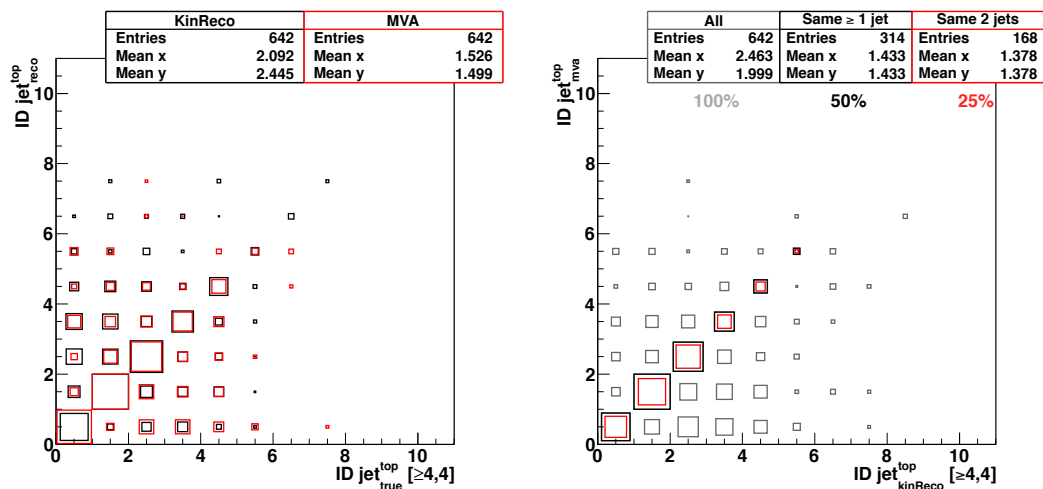 KinReco MVA
Entries 642 Entries 642
Mean x 2.092 Mean x 1.526
Mean y 2.445 Mean y 1.499
ID jet^top_reco
10
8
6
4
2
0
0 2 4 6 8 10
ID jet^top_true [≥4,4]
All Same ≥ 1 jet Same 2 jets
Entries 642 Entries 314 Entries 168
Mean x 2.463 Mean x 1.433 Mean x 1.378
Mean y 1.999 Mean y 1.433 Mean y 1.378
100% 50% 25%
ID jet^top_mva
10
8
6
4
2
0
0 2 4 6 8 10
ID jet^top_kinReco [≥4,4]